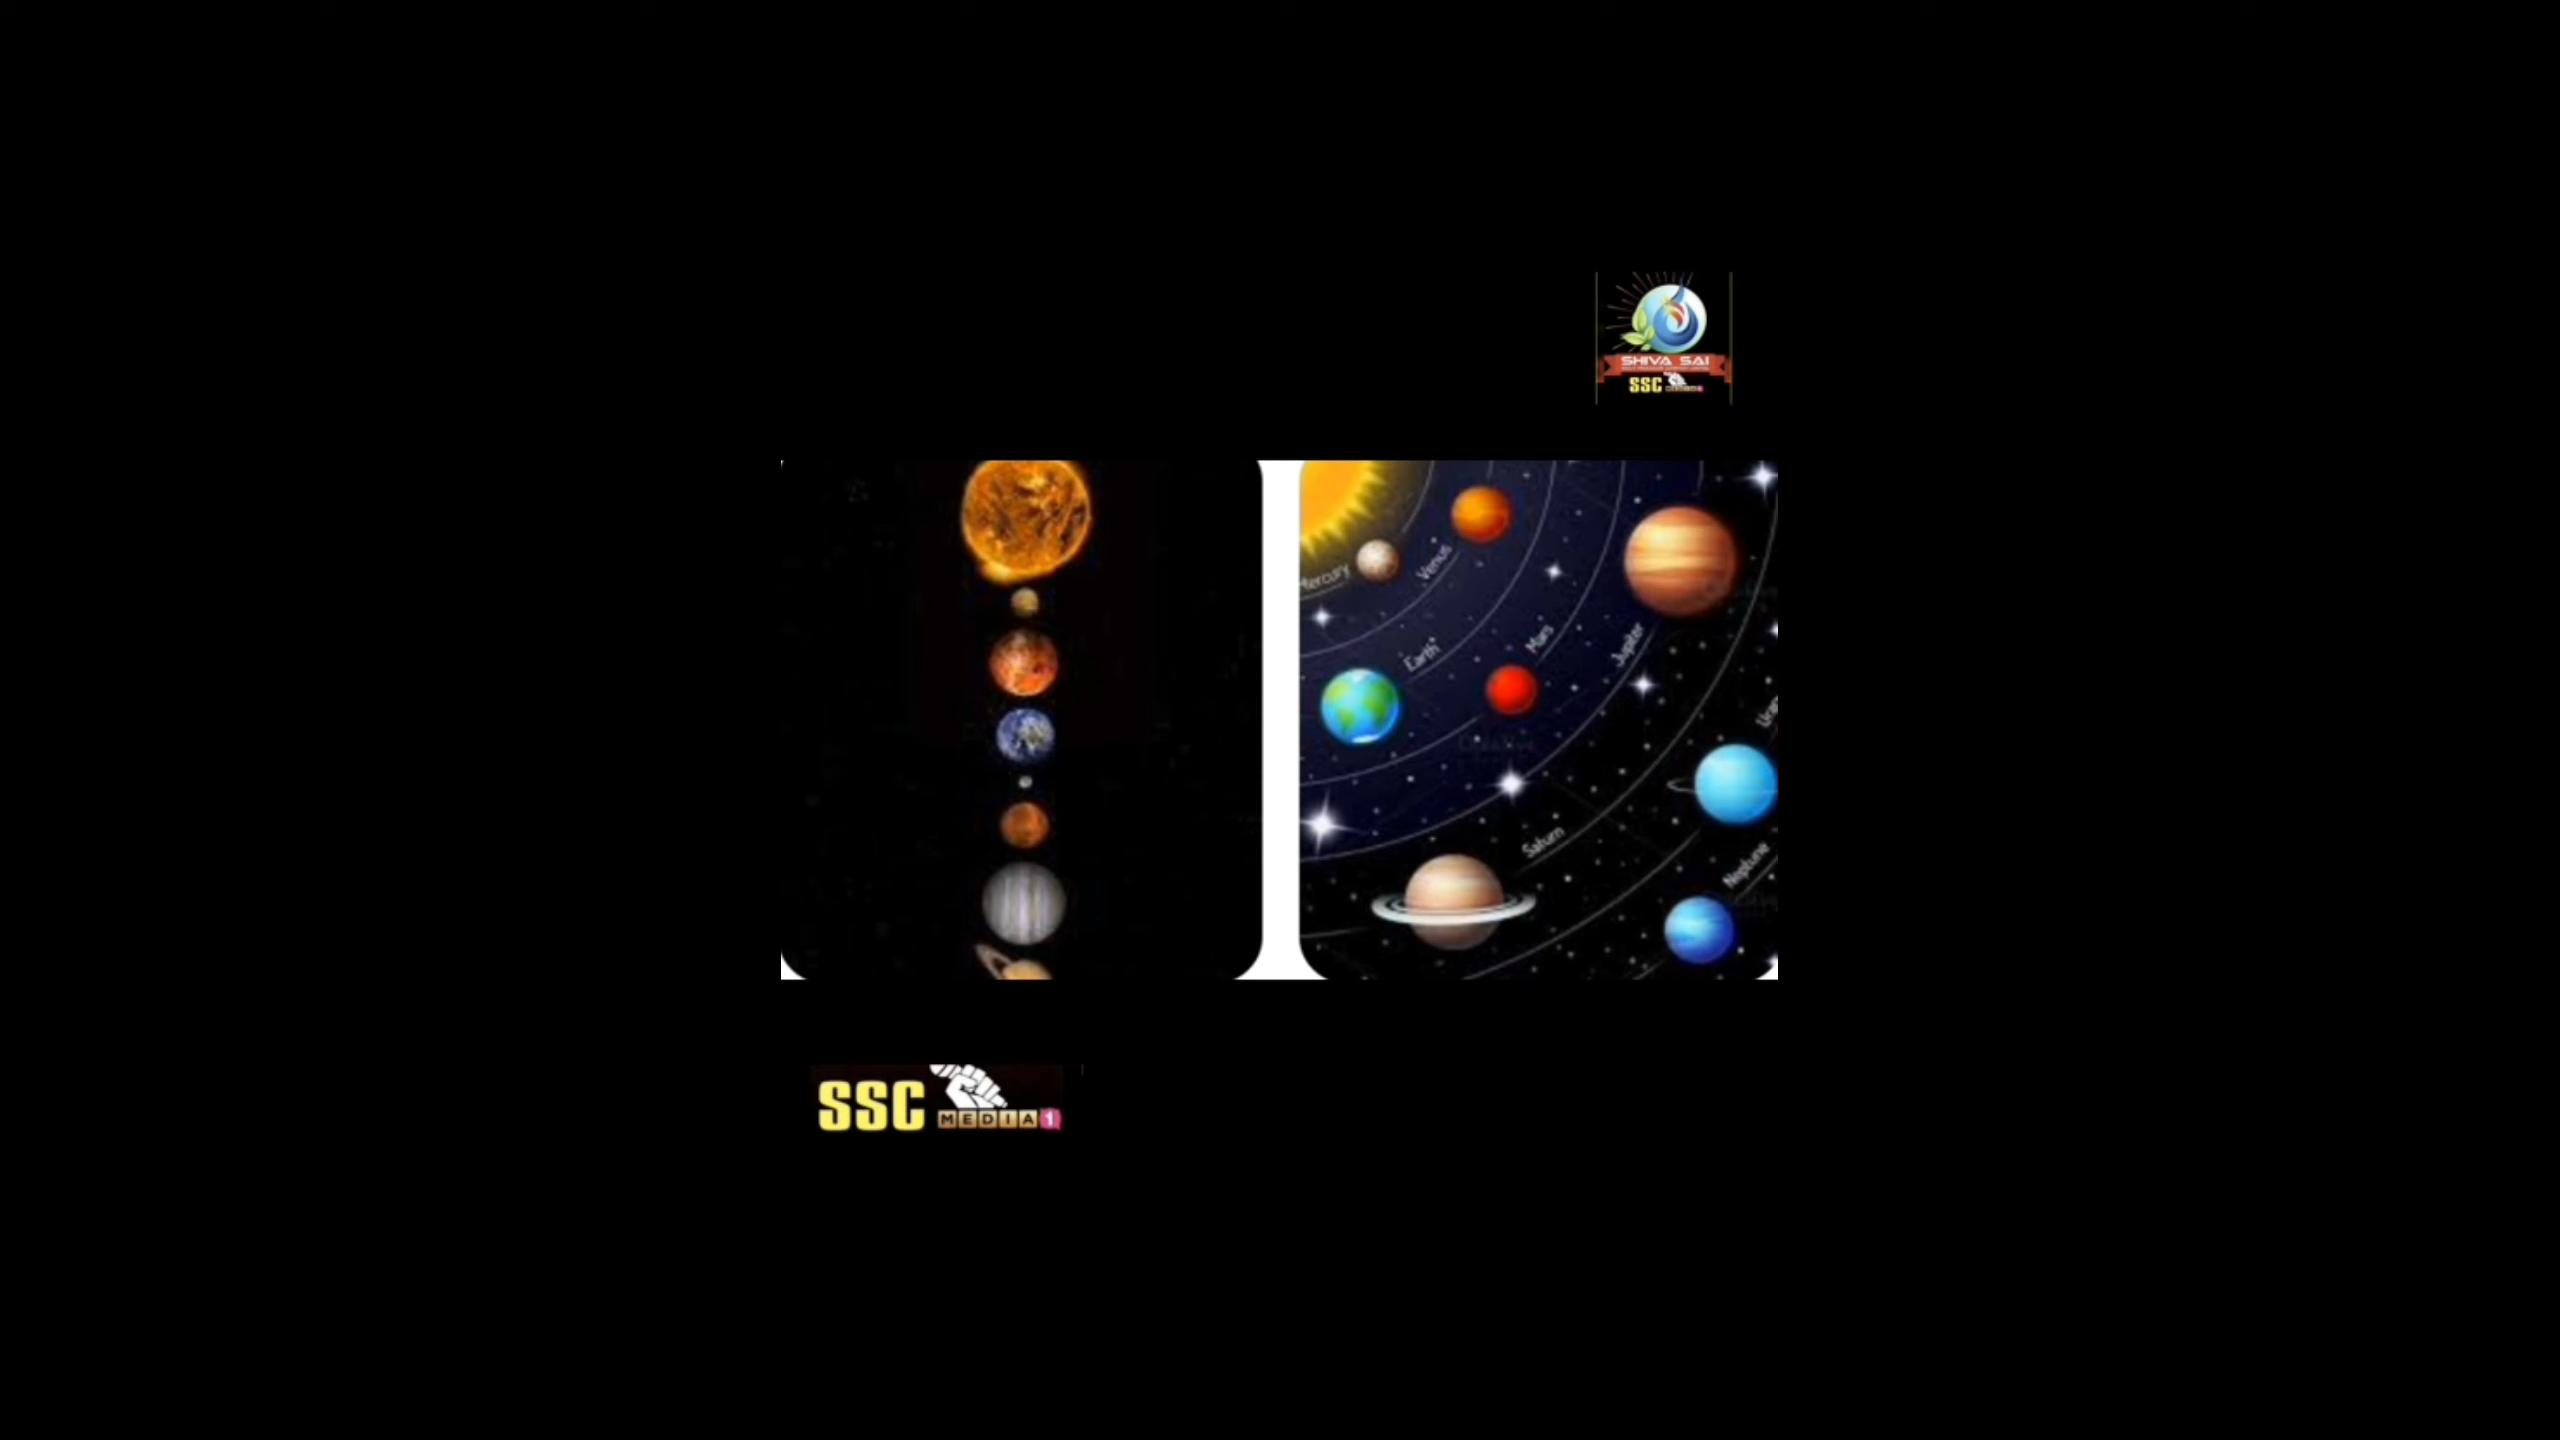 SHIVA SAI
SSC
Mercury
Venus
Earth
Mars
Jupiter
Saturn
Neptune
SSC
MEDIA 1